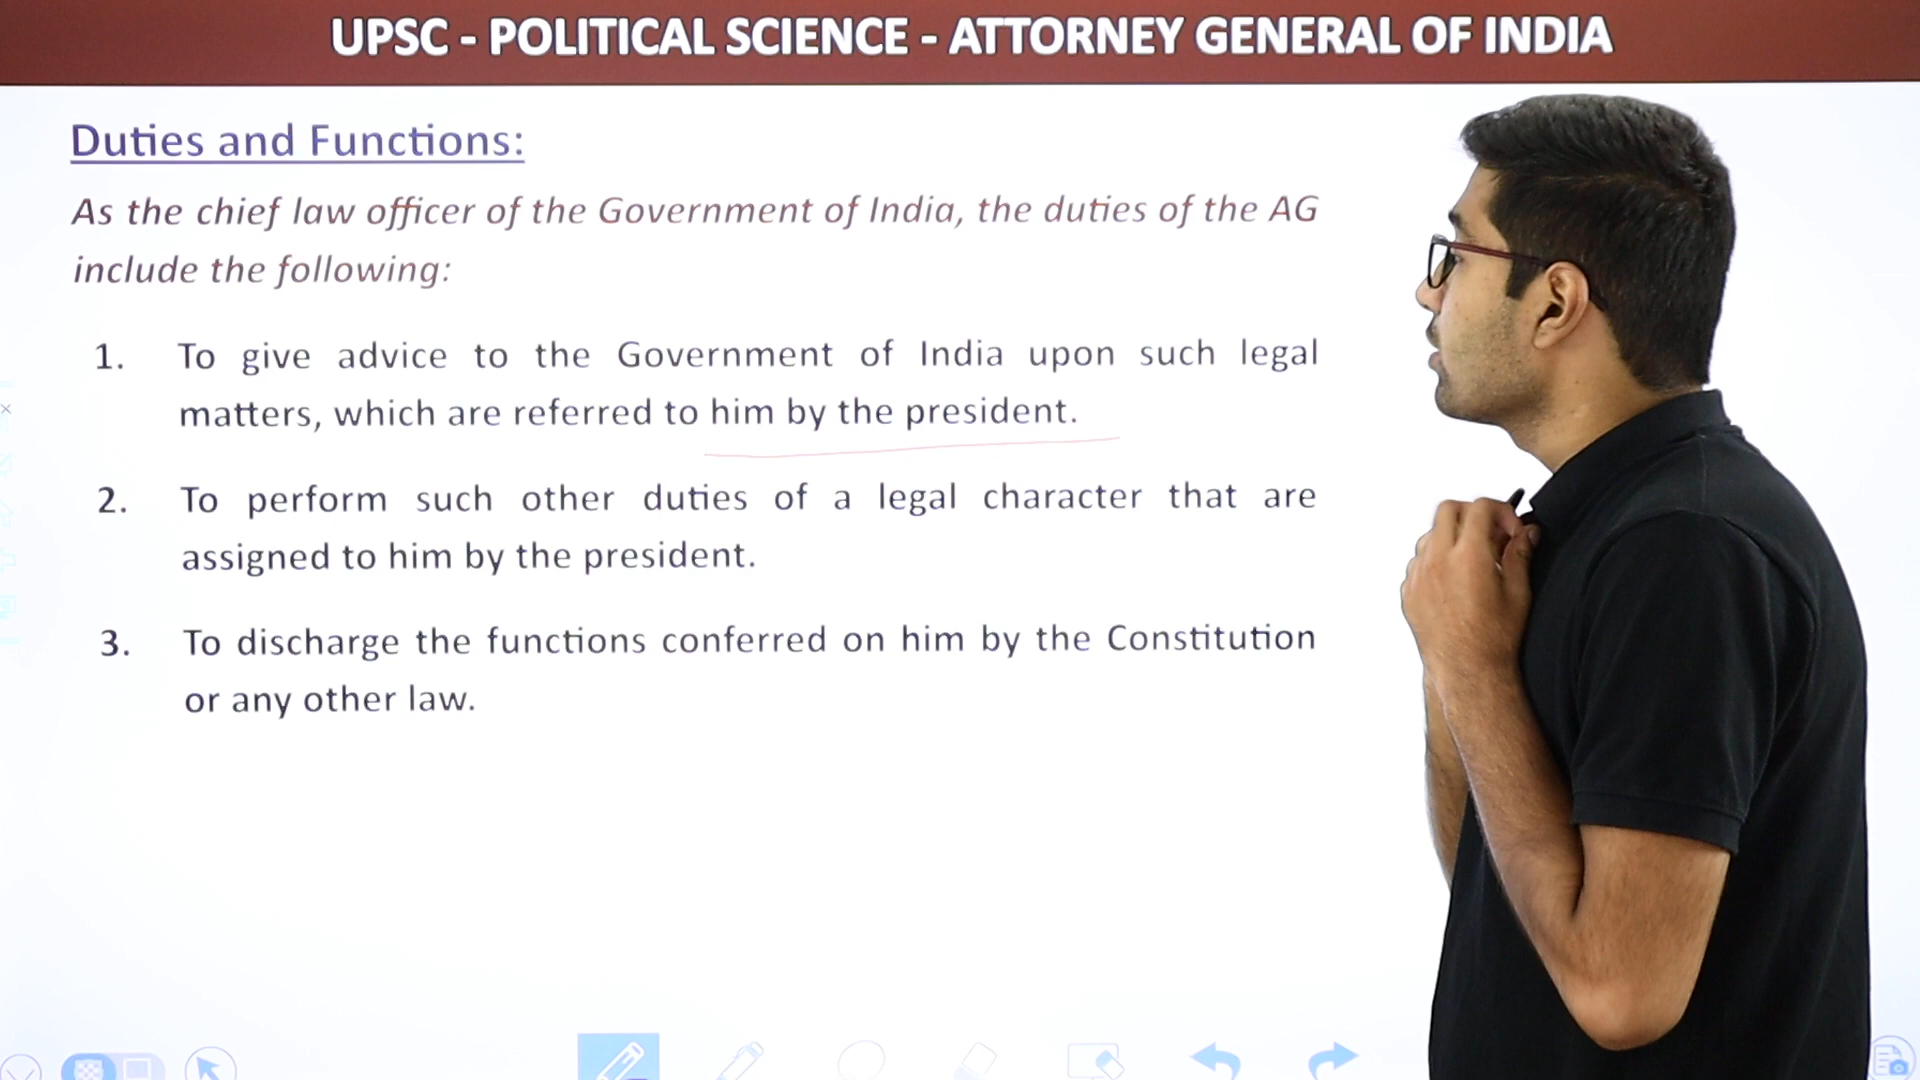 UPSC - POLITICAL SCIENCE - ATTORNEY GENERAL OF INDIA
Duties and Functions:
As the chief law officer of the Government of India, the duties of the AG
include the following:
1. To give advice to the Government of India upon such legal
matters, which are referred to him by the president.
2. To perform such other duties of a legal character that are
assigned to him by the president.
3. To discharge the functions conferred on him by the Constitution
or any other law.